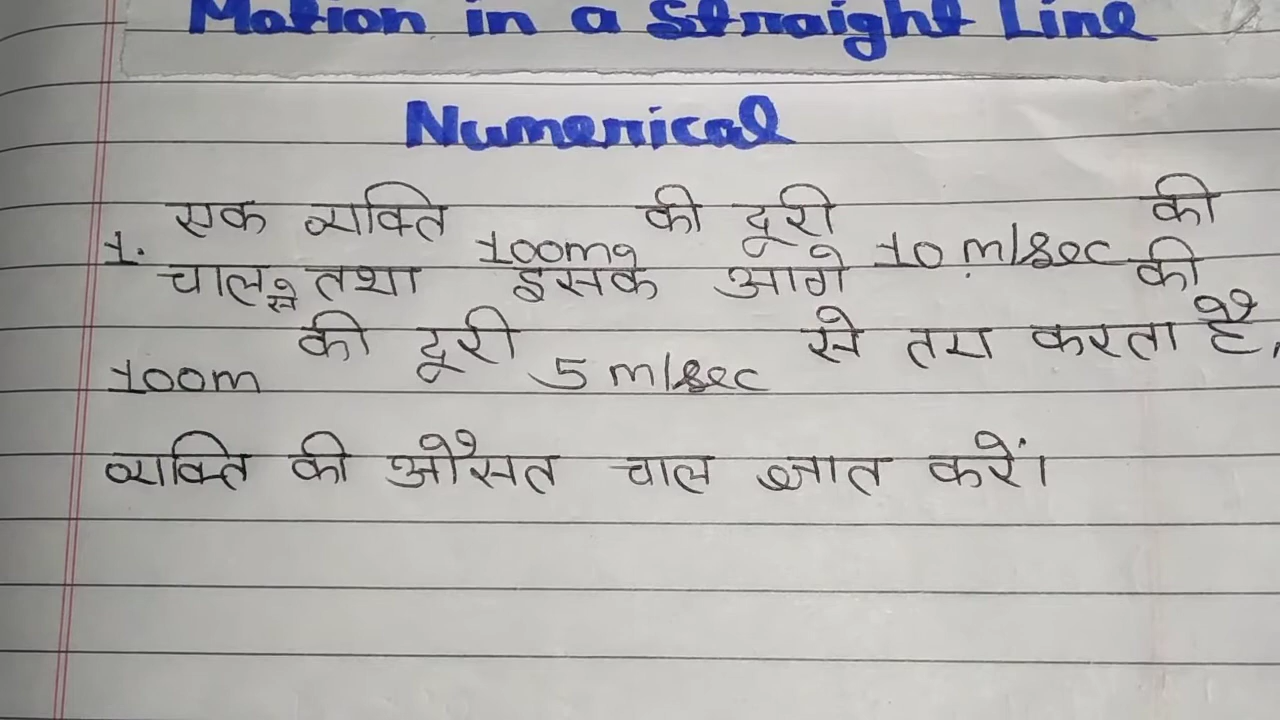 Motion in a Straight Line
Numerical
1. एक व्यक्ति 100m की दूरी 10 m/sec की
चाल से तथा इसके आगे की
100m की दूरी 5 m/sec से तय करता है,
व्यक्ति की औसत चाल ज्ञात करें।